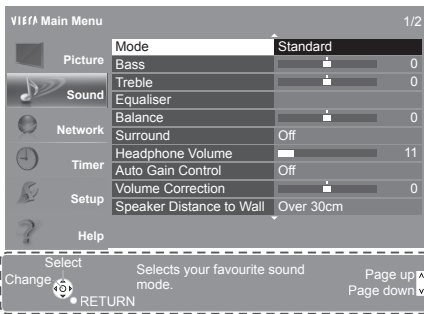 VIErA Main Menu 1/2
Picture
Sound
Network
Timer
Setup
Help
Mode Standard
Bass 0
Treble 0
Equaliser
Balance 0
Surround Off
Headphone Volume 11
Auto Gain Control Off
Volume Correction 0
Speaker Distance to Wall Over 30cm
Select
Change
RETURN
Selects your favourite sound
mode.
Page up
Page down